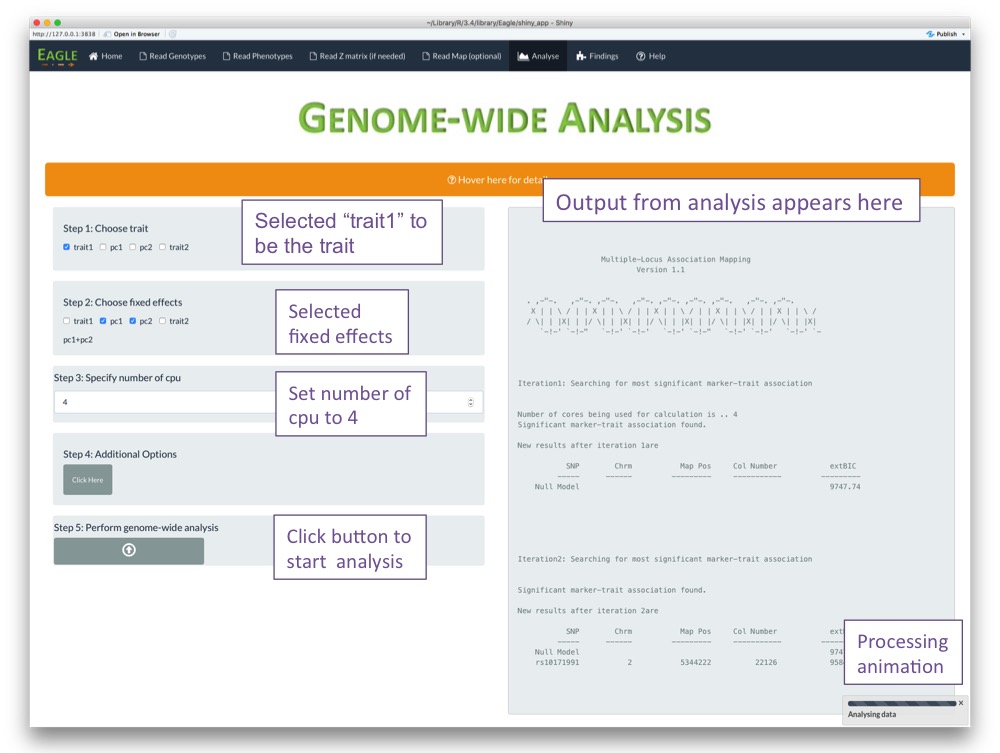 ~/Library/R/3.4/library/Eagle/shiny_app - Shiny
http://127.0.0.1:3838 Open in Browser Publish
EAGLE Home Read Genotypes Read Phenotypes Read Z matrix (if needed) Read Map (optional) Analyse Findings Help
GENOME-WIDE ANALYSIS
Hover here for
Output from analysis appears here
Step 1: Choose trait
trait1 pc1 pc2 trait2
Selected “trait1” to
be the trait
Step 2: Choose fixed effects
trait1 pc1 pc2 trait2
pc1+pc2
Selected
fixed effects
Step 3: Specify number of cpu
4
Set number of
cpu to 4
Step 4: Additional Options
Click Here
Step 5: Perform genome-wide analysis
Click button to
start analysis
Multiple-Locus Association Mapping
Version 1.1
Iteration1: Searching for most significant marker-trait association
Number of cores being used for calculation is .. 4
Significant marker-trait association found.
New results after iteration 1are
SNP Chrm Map Pos Col Number extBIC
----- ------ --------- ----------- ---------
Null Model 9747.74
Iteration2: Searching for most significant marker-trait association
Significant marker-trait association found.
New results after iteration 2are
SNP Chrm Map Pos Col Number
----- ------ --------- -----------
Null Model
rs10171991 2 5344222 22126
Processing
animation
Analysing data